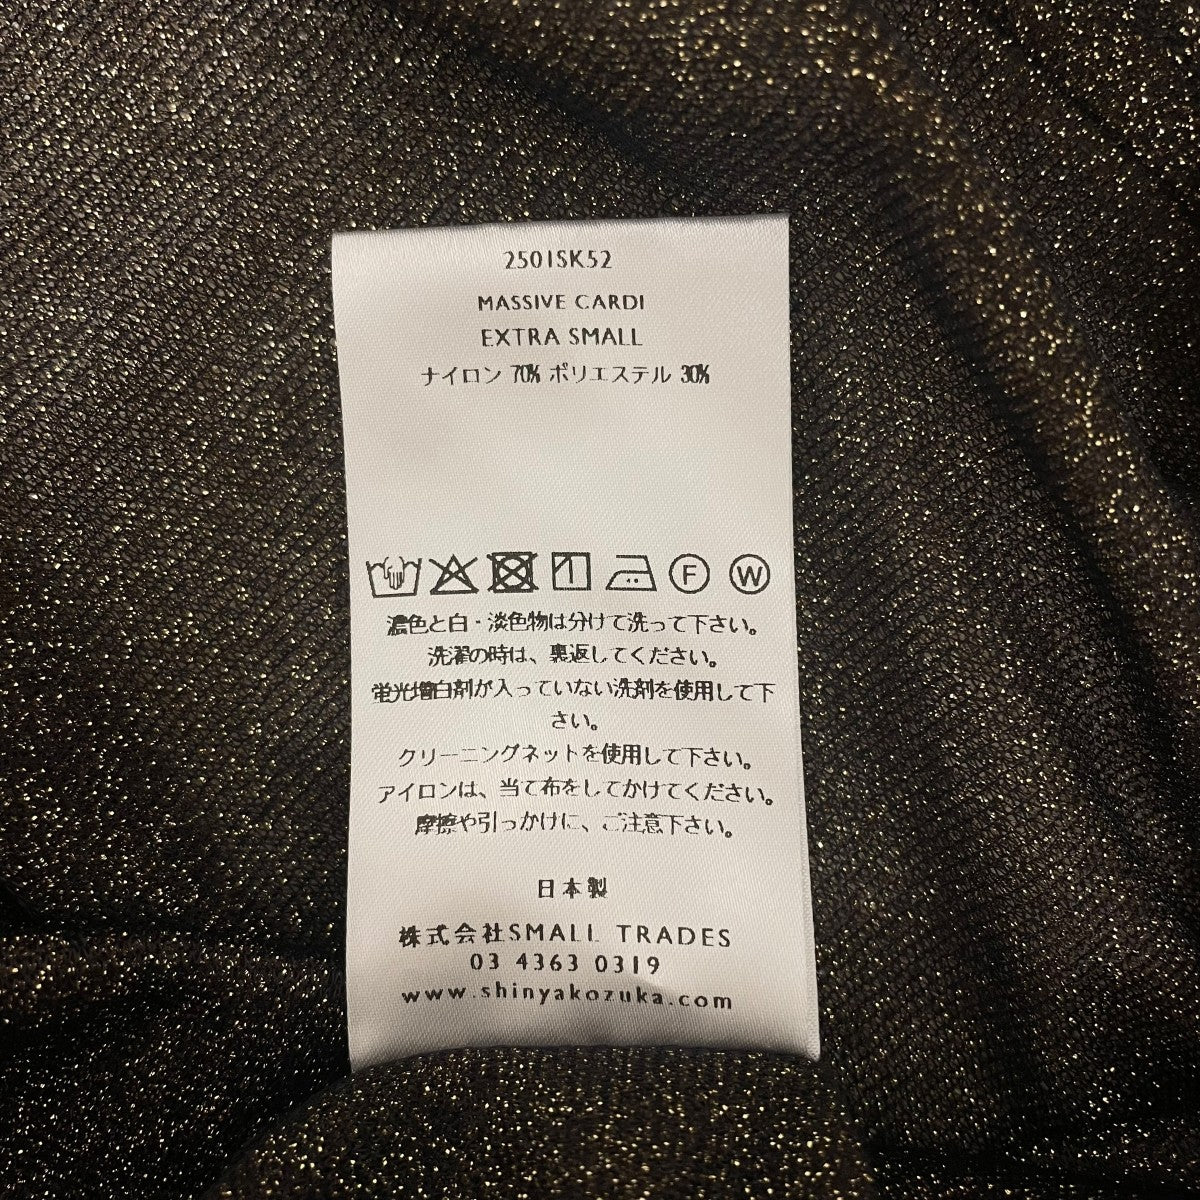 2501SK52
MASSIVE CARDI
EXTRA SMALL
ナイロン 70% ポリエステル 30%
F W
濃色と白・淡色物は分けて洗って下さい。
洗濯の時は、裏返してください。
蛍光増白剤が入っていない洗剤を使用して下
さい。
クリーニングネットを使用して下さい。
アイロンは、当て布をしてかけてください。
摩擦や引っかけに、ご注意下さい。
日本製
株式会社SMALL TRADES
03 4363 0319
www.shinyakozuka.com